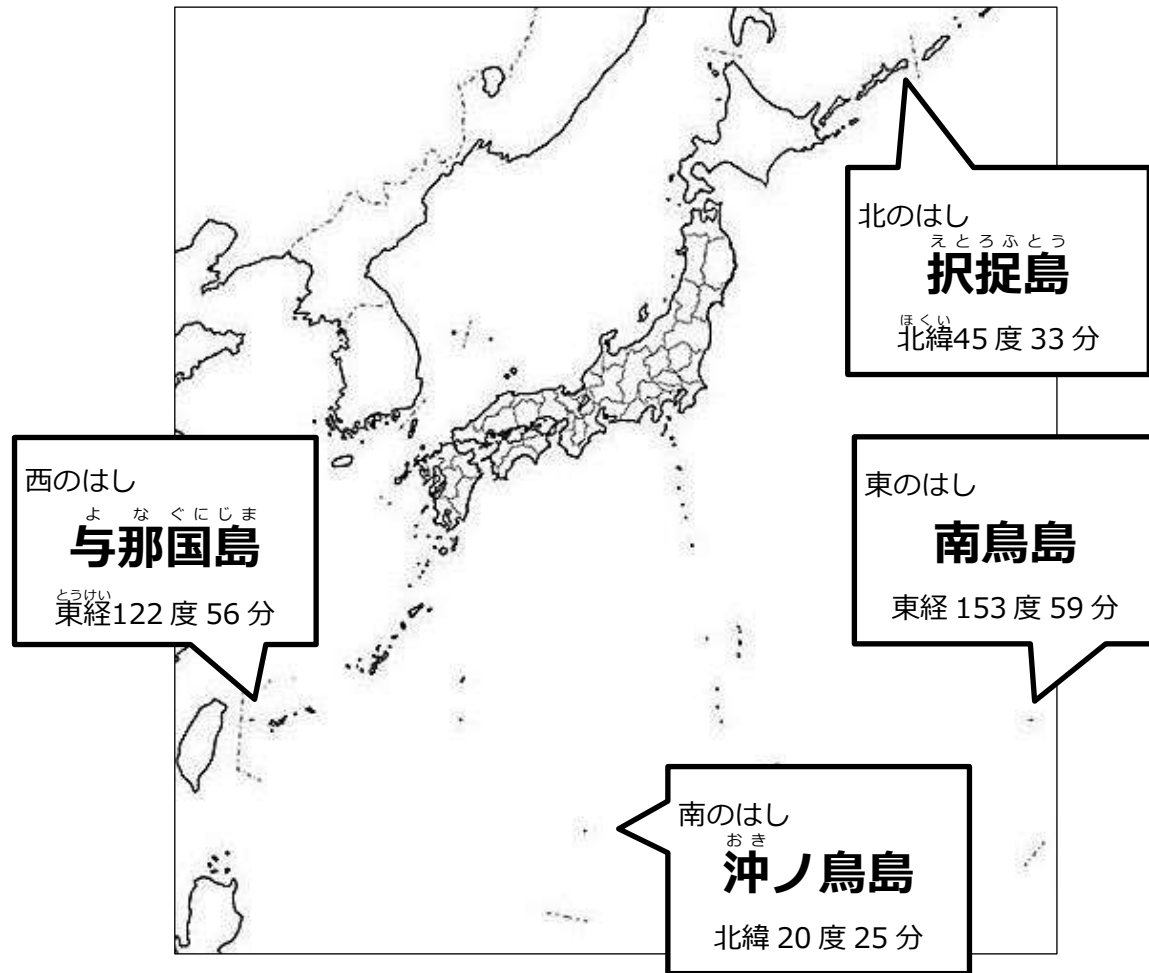 北のはし
えとろふとう
択捉島
ほくい
北緯45度33分
西のはし
よなぐにじま
与那国島
とうけい
東経122度56分
東のはし
南鳥島
東経153度59分
南のはし
おき
沖ノ鳥島
北緯20度25分